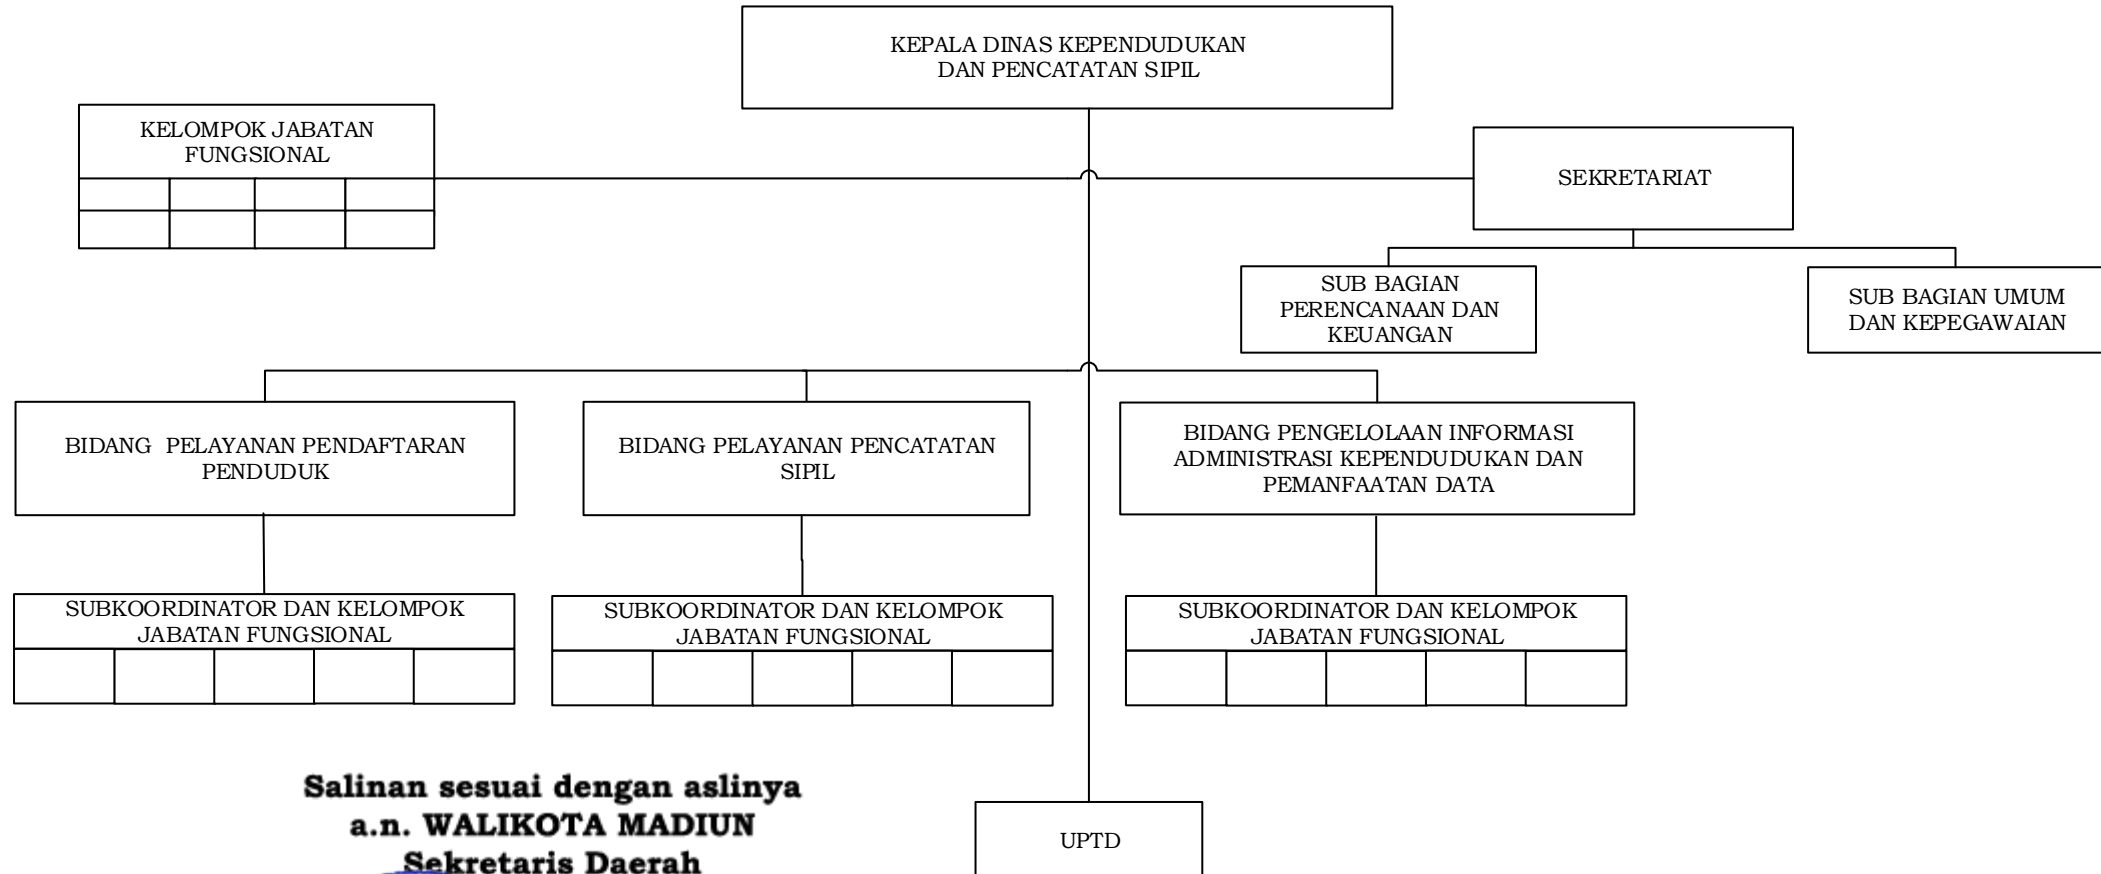 KEPALA DINAS KEPENDUDUKAN
DAN PENCATATAN SIPIL
KELOMPOK JABATAN
FUNGSIONAL
SEKRETARIAT
SUB BAGIAN
PERENCANAAN DAN
KEUANGAN
SUB BAGIAN UMUM
DAN KEPEGAWAIAN
BIDANG PELAYANAN PENDAFTARAN
PENDUDUK
BIDANG PELAYANAN PENCATATAN
SIPIL
BIDANG PENGELOLAAN INFORMASI
ADMINISTRASI KEPENDUDUKAN DAN
PEMANFAATAN DATA
SUBKOORDINATOR DAN KELOMPOK
JABATAN FUNGSIONAL
SUBKOORDINATOR DAN KELOMPOK
JABATAN FUNGSIONAL
SUBKOORDINATOR DAN KELOMPOK
JABATAN FUNGSIONAL
Salinan sesuai dengan aslinya
a.n. WALIKOTA MADIUN
Sekretaris Daerah
UPTD